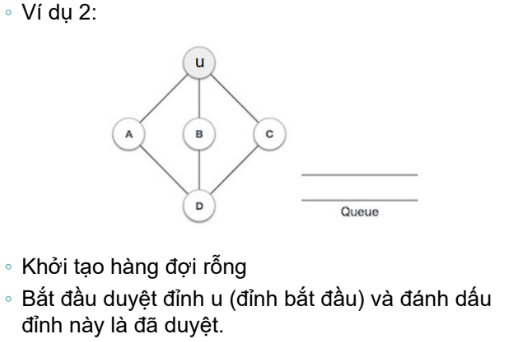 Ví dụ 2:
u
A
B
C
D
Queue
Khởi tạo hàng đợi rỗng
Bắt đầu duyệt đỉnh u (đỉnh bắt đầu) và đánh dấu
đỉnh này là đã duyệt.